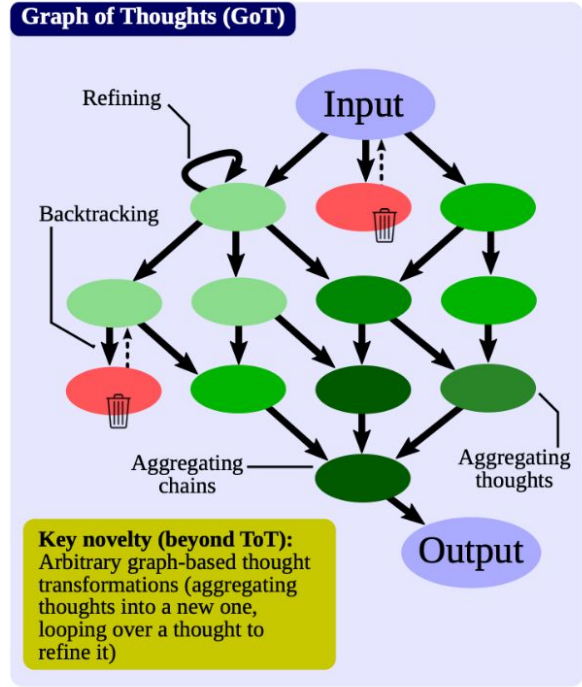 Graph of Thoughts (GoT)
Refining
Input
Backtracking
Aggregating
chains
Aggregating
thoughts
Output
Key novelty (beyond ToT):
Arbitrary graph-based thought
transformations (aggregating
thoughts into a new one,
looping over a thought to
refine it)